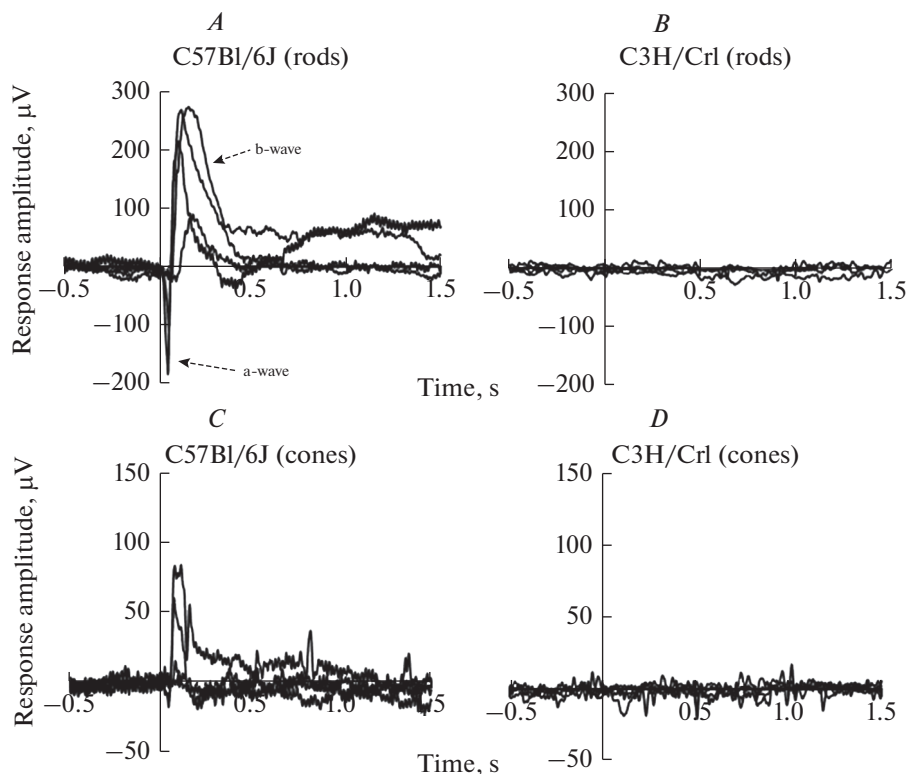 A
C57Bl/6J (rods)
Response amplitude, µV
300
200
100
−100
−200
−0.5
0.5
1.0
1.5
b-wave
a-wave
Time, s
B
C3H/Crl (rods)
300
200
100
−100
−200
−0.5
0.5
1.0
1.5
C
C57Bl/6J (cones)
Response amplitude, µV
150
100
50
−50
−0.5
0.5
1.0
1.5
Time, s
D
C3H/Crl (cones)
150
100
50
−50
−0.5
0.5
1.0
1.5